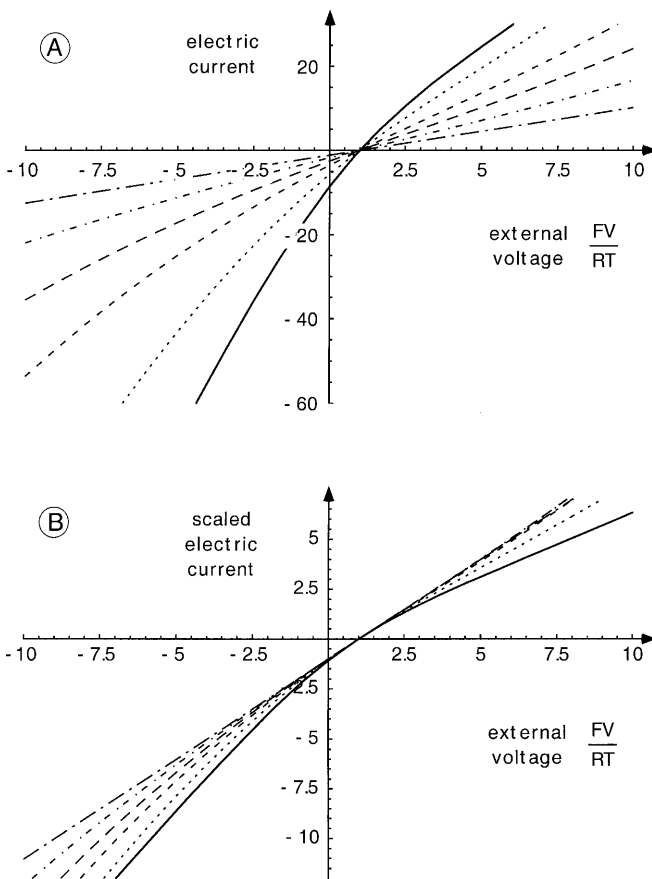 A
electric
current
20
- 10 - 7.5 - 5 - 2.5 2.5 5 7.5 10
- 20
external FV
voltage RT
- 40
- 60
B
scaled
electric
current
5
2.5
- 10 - 7.5 - 5 - 2.5 2.5 5 7.5 10
- 2.5
- 5
external FV
voltage RT
- 7.5
- 10